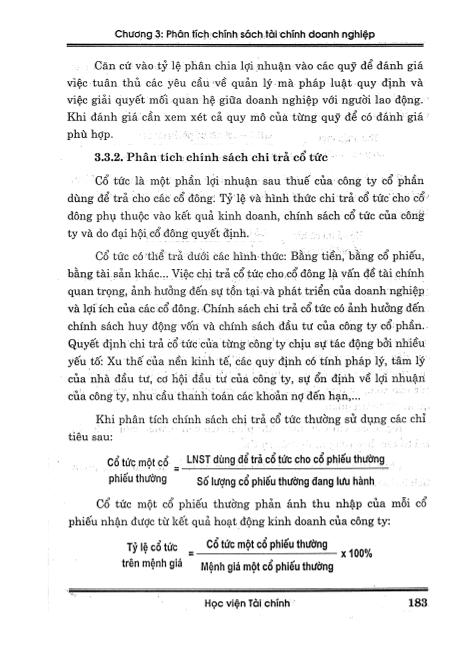 Chương 3: Phân tích chính sách tài chính doanh nghiệp
Căn cứ vào tỷ lệ phân chia lợi nhuận vào các quỹ để đánh giá
việc tuân thủ các yêu cầu về quản lý mà pháp luật quy định và
việc giải quyết mối quan hệ giữa doanh nghiệp với người lao động.
Khi đánh giá cần xem xét cả quy mô của từng quỹ để có đánh giá
phù hợp.
3.3.2. Phân tích chính sách chi trả cổ tức
Cổ tức là một phần lợi nhuận sau thuế của công ty cổ phần
dùng để trả cho các cổ đông. Tỷ lệ và hình thức chi trả cổ tức cho cổ
đông phụ thuộc vào kết quả kinh doanh, chính sách cổ tức của công
ty và do đại hội cổ đông quyết định.
Cổ tức có thể trả dưới các hình thức: Bằng tiền, bằng cổ phiếu,
bằng tài sản khác... Việc chi trả cổ tức cho cổ đông là vấn đề tài chính
quan trọng, ảnh hưởng đến sự tồn tại và phát triển của doanh nghiệp
và lợi ích của các cổ đông. Chính sách chi trả cổ tức có ảnh hưởng đến
chính sách huy động vốn và chính sách đầu tư của công ty cổ phần.
Quyết định chi trả cổ tức của từng công ty chịu sự tác động bởi nhiều
yếu tố: Xu thế của nền kinh tế, các quy định có tính pháp lý, tâm lý
của nhà đầu tư, cơ hội đầu tư của công ty, sự ổn định về lợi nhuận
của công ty, nhu cầu thanh toán các khoản nợ đến hạn,...
Khi phân tích chính sách chi trả cổ tức thường sử dụng các chỉ
tiêu sau:
Cổ tức một cổ phiếu thường = LNST dùng để trả cổ tức cho cổ phiếu thường / Số lượng cổ phiếu thường đang lưu hành
Cổ tức một cổ phiếu thường phản ánh thu nhập của mỗi cổ
phiếu nhận được từ kết quả hoạt động kinh doanh của công ty:
Tỷ lệ cổ tức trên mệnh giá = Cổ tức một cổ phiếu thường / Mệnh giá một cổ phiếu thường x 100%
Học viện Tài chính 183